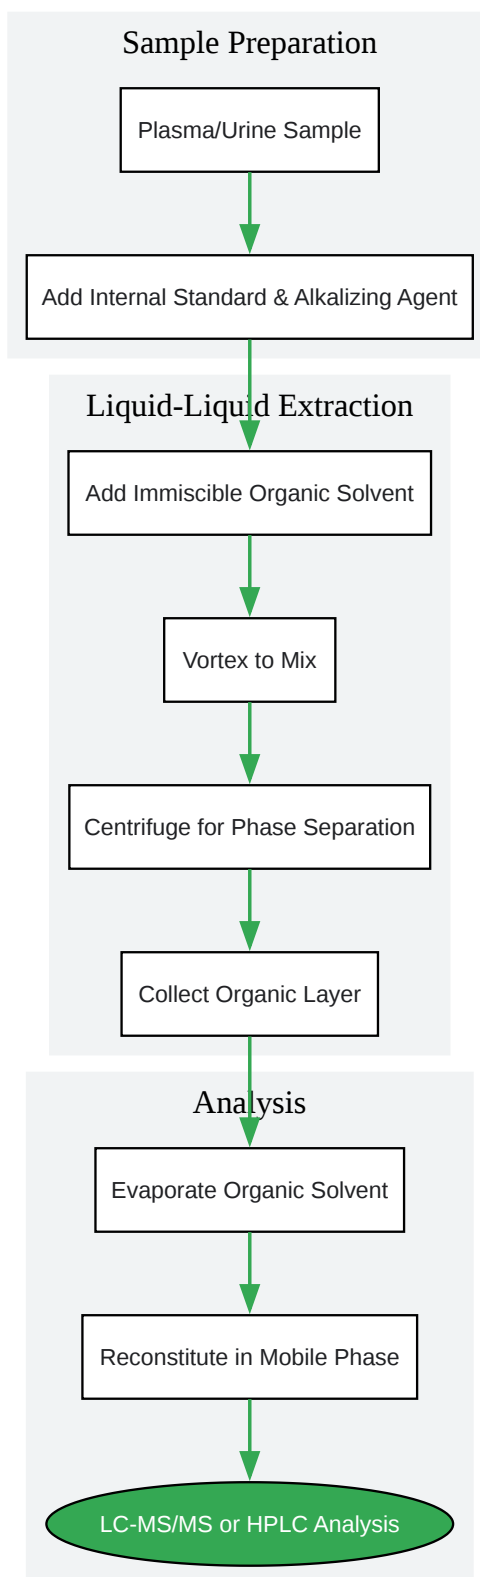 Sample Preparation
Plasma/Urine Sample
Add Internal Standard & Alkalizing Agent
Liquid-Liquid Extraction
Add Immiscible Organic Solvent
Vortex to Mix
Centrifuge for Phase Separation
Collect Organic Layer
Analysis
Evaporate Organic Solvent
Reconstitute in Mobile Phase
LC-MS/MS or HPLC Analysis